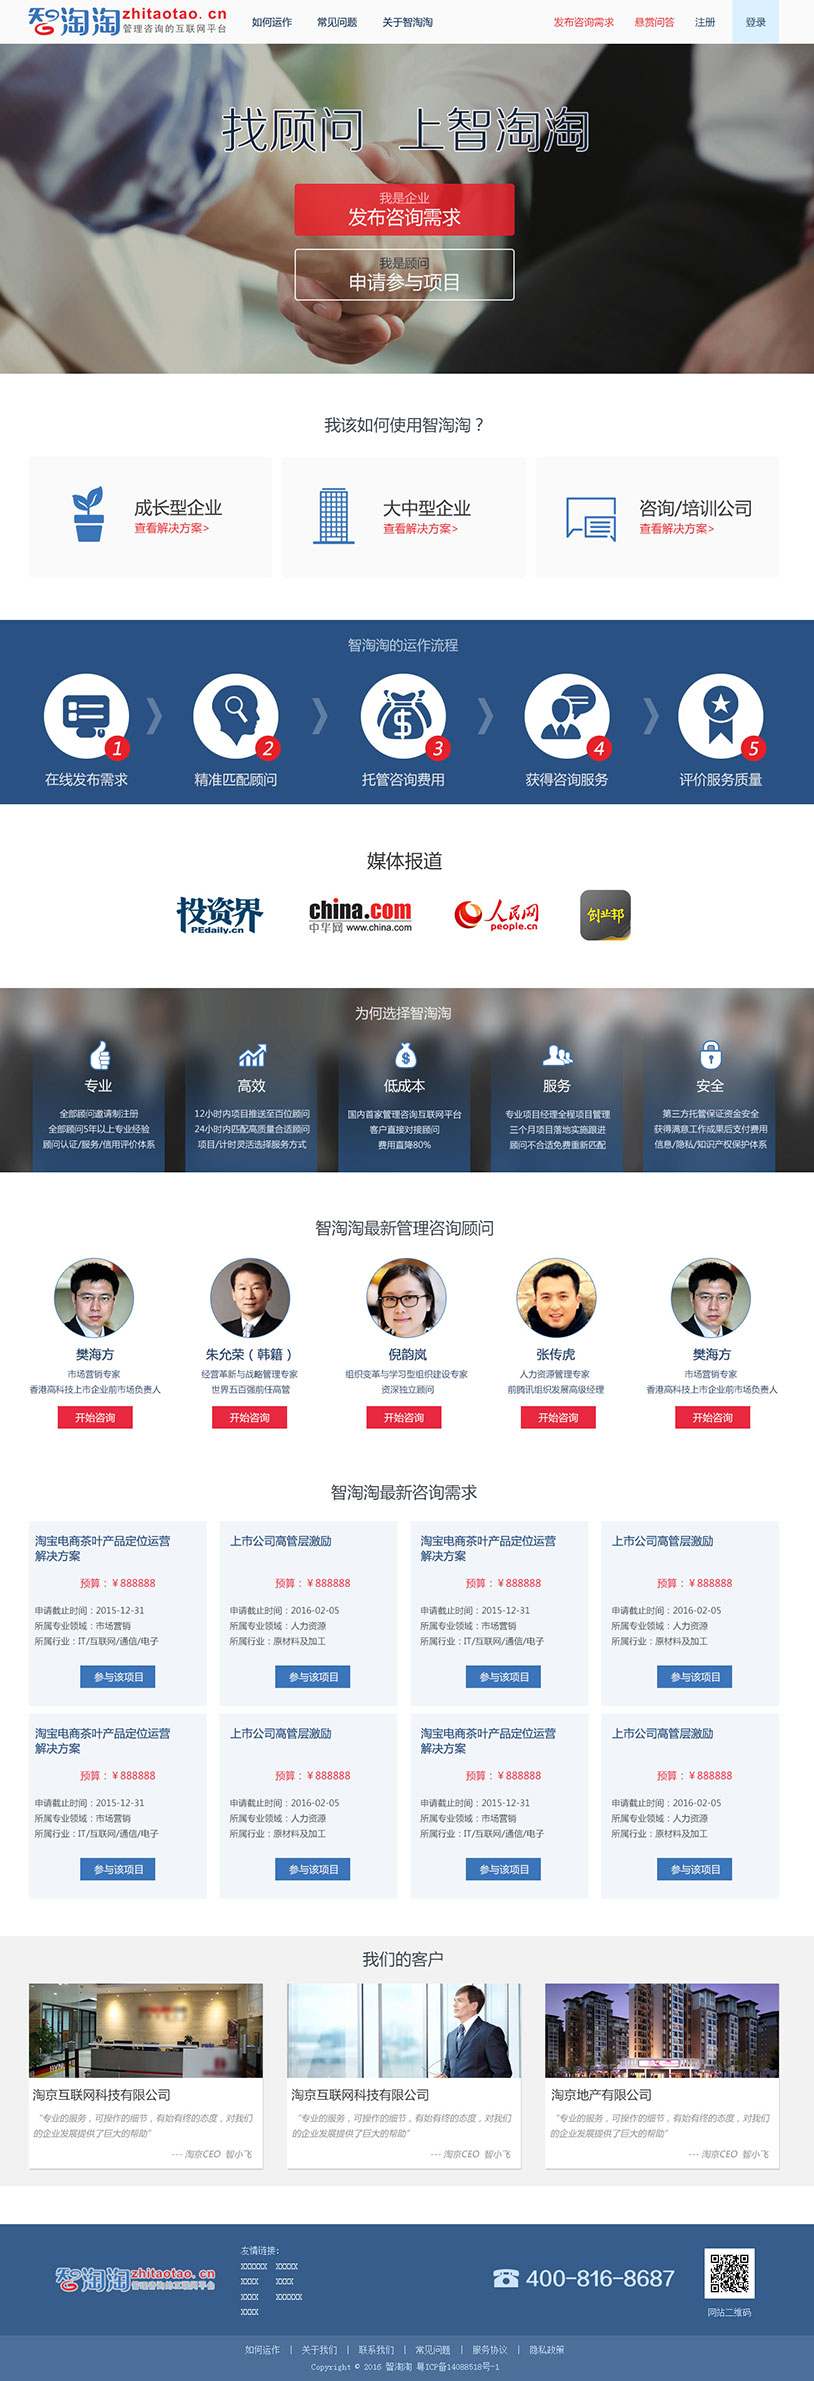 智淘淘 zhitaotao.cn
管理咨询的互联网平台
如何运作 常见问题 关于智淘淘 发布咨询需求 悬赏问答 注册 登录
找顾问 上智淘淘
我是企业
发布咨询需求
我是顾问
申请参与项目
我该如何使用智淘淘？
成长型企业
查看解决方案>
大中型企业
查看解决方案>
咨询/培训公司
查看解决方案>
智淘淘的运作流程
1 2 3 4 5
在线发布需求 精准匹配顾问 托管咨询费用 获得咨询服务 评价服务质量
媒体报道
投资界
PEdaily.cn
china.com
中华网 www.china.com
人民网
people.cn
创业邦
为何选择智淘淘
专业
全部顾问邀请制注册
全部顾问5年以上专业经验
顾问认证/服务/信用评价体系
高效
12小时内项目推送至百位顾问
24小时内匹配高质量合适顾问
项目/计时灵活选择服务方式
低成本
国内首家管理咨询互联网平台
客户直接对接顾问
费用直降80%
服务
专业项目经理全程项目管理
三个月项目落地实施跟进
顾问不合适免费重新匹配
安全
第三方托管保证资金安全
获得满意工作成果后支付费用
信息/隐私/知识产权保护体系
智淘淘最新管理咨询顾问
樊海方
市场营销专家
香港高科技上市企业前市场负责人
开始咨询
朱允荣（韩籍）
经营革新与战略管理专家
世界五百强前任高管
开始咨询
倪韵岚
组织变革与学习型组织建设专家
资深独立顾问
开始咨询
张传虎
人力资源管理专家
前腾讯组织发展高级经理
开始咨询
樊海方
市场营销专家
香港高科技上市企业前市场负责人
开始咨询
智淘淘最新咨询需求
淘宝电商茶叶产品定位运营
解决方案
预算：￥888888
申请截止时间：2015-12-31
所属专业领域：市场营销
所属行业：IT/互联网/通信/电子
参与该项目
上市公司高管层激励
预算：￥888888
申请截止时间：2016-02-05
所属专业领域：人力资源
所属行业：原材料及加工
参与该项目
淘宝电商茶叶产品定位运营
解决方案
预算：￥888888
申请截止时间：2015-12-31
所属专业领域：市场营销
所属行业：IT/互联网/通信/电子
参与该项目
上市公司高管层激励
预算：￥888888
申请截止时间：2016-02-05
所属专业领域：人力资源
所属行业：原材料及加工
参与该项目
淘宝电商茶叶产品定位运营
解决方案
预算：￥888888
申请截止时间：2015-12-31
所属专业领域：市场营销
所属行业：IT/互联网/通信/电子
参与该项目
上市公司高管层激励
预算：￥888888
申请截止时间：2016-02-05
所属专业领域：人力资源
所属行业：原材料及加工
参与该项目
淘宝电商茶叶产品定位运营
解决方案
预算：￥888888
申请截止时间：2015-12-31
所属专业领域：市场营销
所属行业：IT/互联网/通信/电子
参与该项目
上市公司高管层激励
预算：￥888888
申请截止时间：2016-02-05
所属专业领域：人力资源
所属行业：原材料及加工
参与该项目
我们的客户
淘京互联网科技有限公司
“专业的服务，可操作的细节，有始有终的态度，对我们
的企业发展提供了巨大的帮助”
--- 淘京CEO 智小飞
淘京互联网科技有限公司
“专业的服务，可操作的细节，有始有终的态度，对我们
的企业发展提供了巨大的帮助”
--- 淘京CEO 智小飞
淘京地产有限公司
“专业的服务，可操作的细节，有始有终的态度，对我们
的企业发展提供了巨大的帮助”
--- 淘京CEO 智小飞
智淘淘 zhitaotao.cn
管理咨询的互联网平台
友情链接：
XXXXXX XXXXX
XXXX XXXX
XXXX XXXXXX
XXXX
400-816-8687
网站二维码
如何运作 | 关于我们 | 联系我们 | 常见问题 | 服务协议 | 隐私政策
Copyright © 2016 智淘淘 粤ICP备14088518号-1